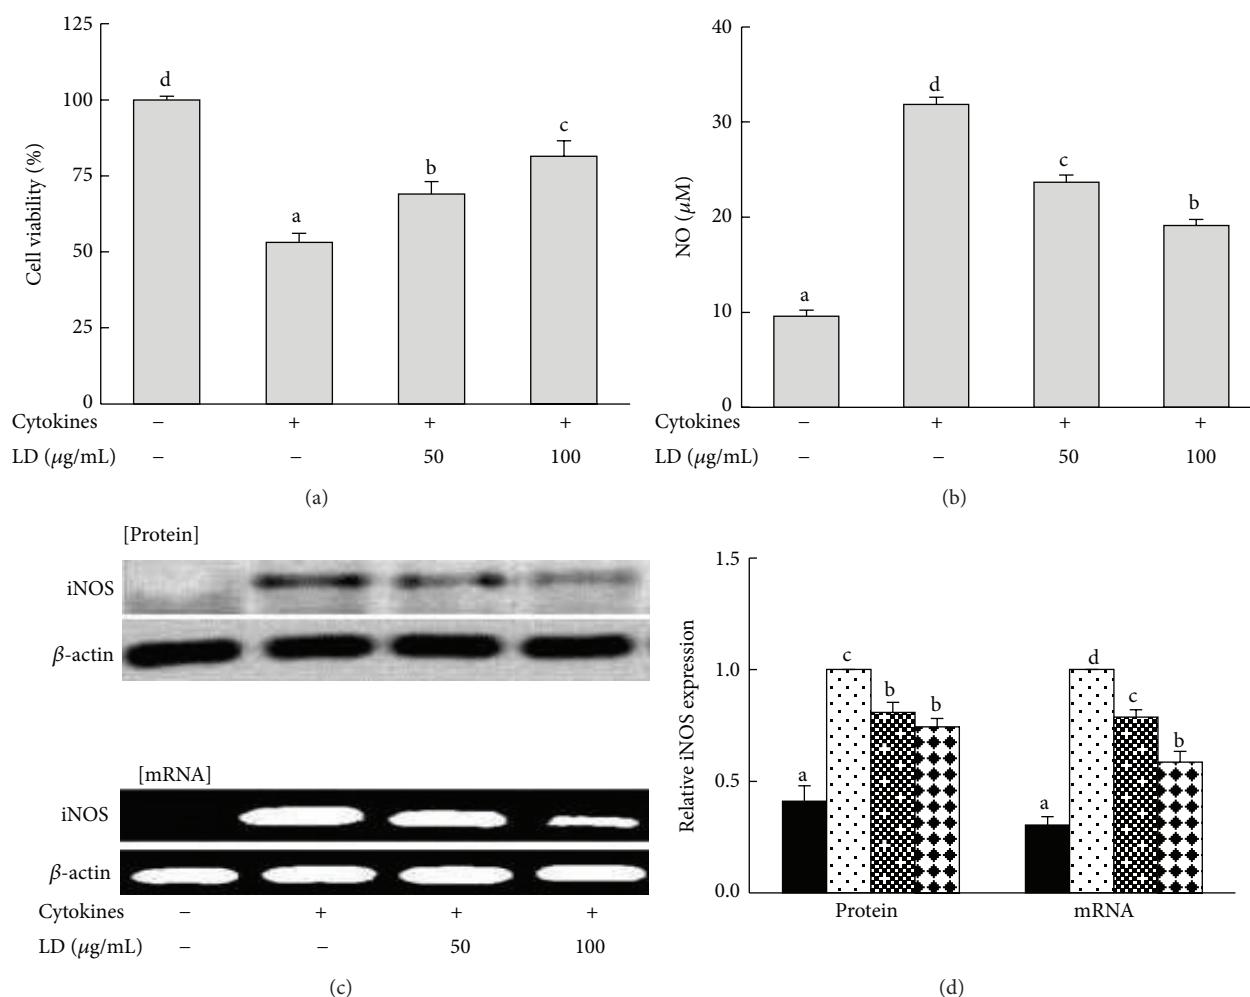 125
100
75
50
25
0
Cell viability (%)
d
a
b
c
Cytokines − + + +
LD (μg/mL) − − 50 100
(a)
40
30
20
10
0
NO (μM)
a
d
c
b
Cytokines − + + +
LD (μg/mL) − − 50 100
(b)
[Protein]
iNOS
β-actin
[mRNA]
iNOS
β-actin
Cytokines − + + +
LD (μg/mL) − − 50 100
(c)
1.5
1.0
0.5
0.0
Relative iNOS expression
a
c
b
b
a
d
c
b
Protein mRNA
(d)